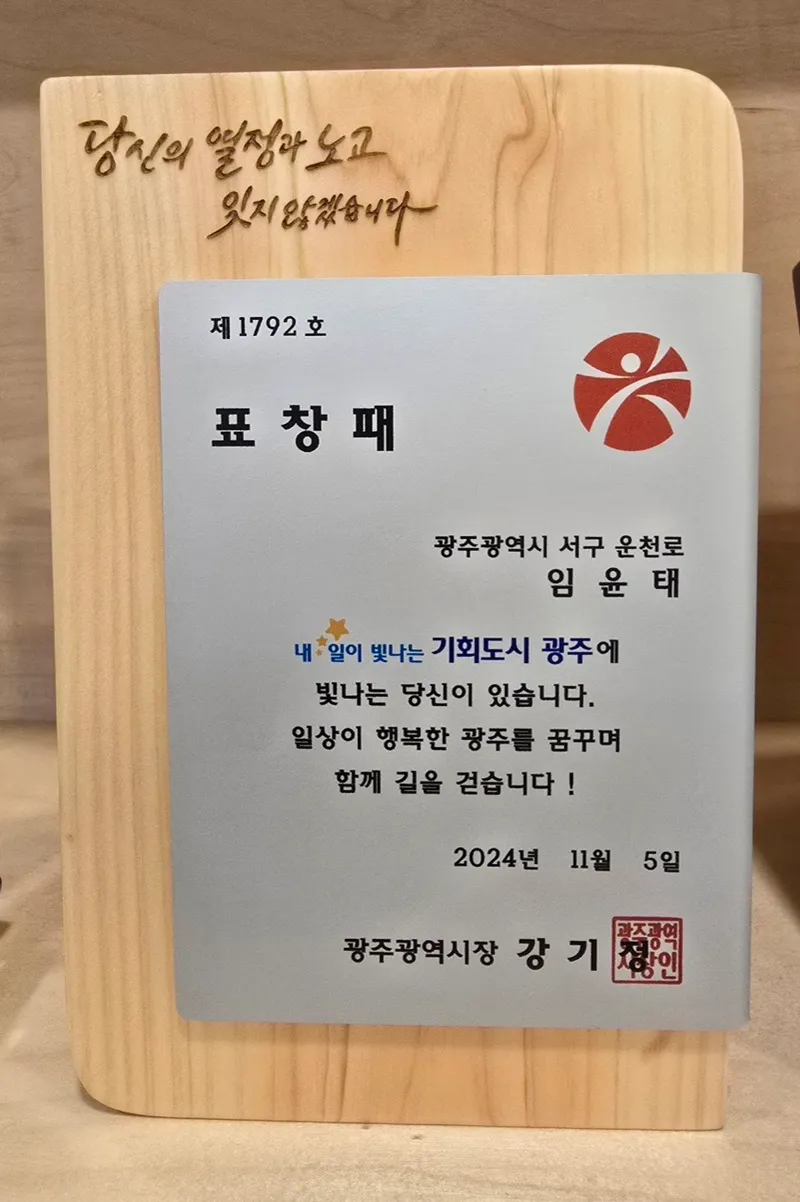 당신의 열정과 노고
잊지 않겠습니다
제 1792 호
표 창 패
광주광역시 서구 운천로
임 윤 태
내 일이 빛나는 기회도시 광주에
빛나는 당신이 있습니다.
일상이 행복한 광주를 꿈꾸며
함께 길을 걷습니다 !
2024년 11월 5일
광주광역시장 강 기 정
광주광역
시장인